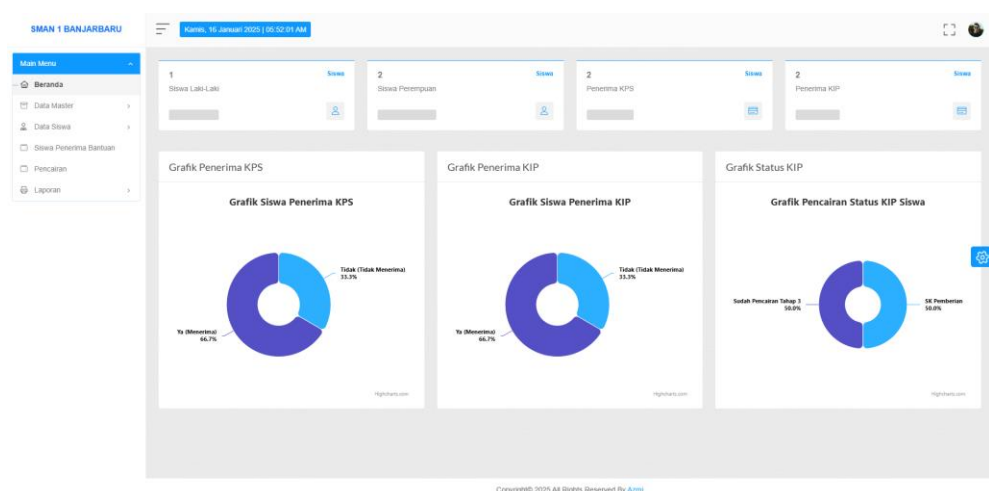 SMAN 1 BANJARBARU
Kamis, 16 Januari 2025 | 05:52:01 AM
Main Menu
Beranda
Data Master
Data Siswa
Siswa Penerima Bantuan
Pencairan
Laporan
1 Siswa
Siswa Laki-Laki
2 Siswa
Siswa Perempuan
2 Siswa
Penerima KPS
2 Siswa
Penerima KIP
Grafik Penerima KPS
Grafik Siswa Penerima KPS
Tidak (Tidak Menerima)
33.3%
Ya (Menerima)
66.7%
Highcharts.com
Grafik Penerima KIP
Grafik Siswa Penerima KIP
Tidak (Tidak Menerima)
33.3%
Ya (Menerima)
66.7%
Highcharts.com
Grafik Status KIP
Grafik Pencairan Status KIP Siswa
Sudah Pencairan Tahap 3
50.0%
SK Pemberian
50.0%
Highcharts.com
Copyright© 2025 All Rights Reserved By